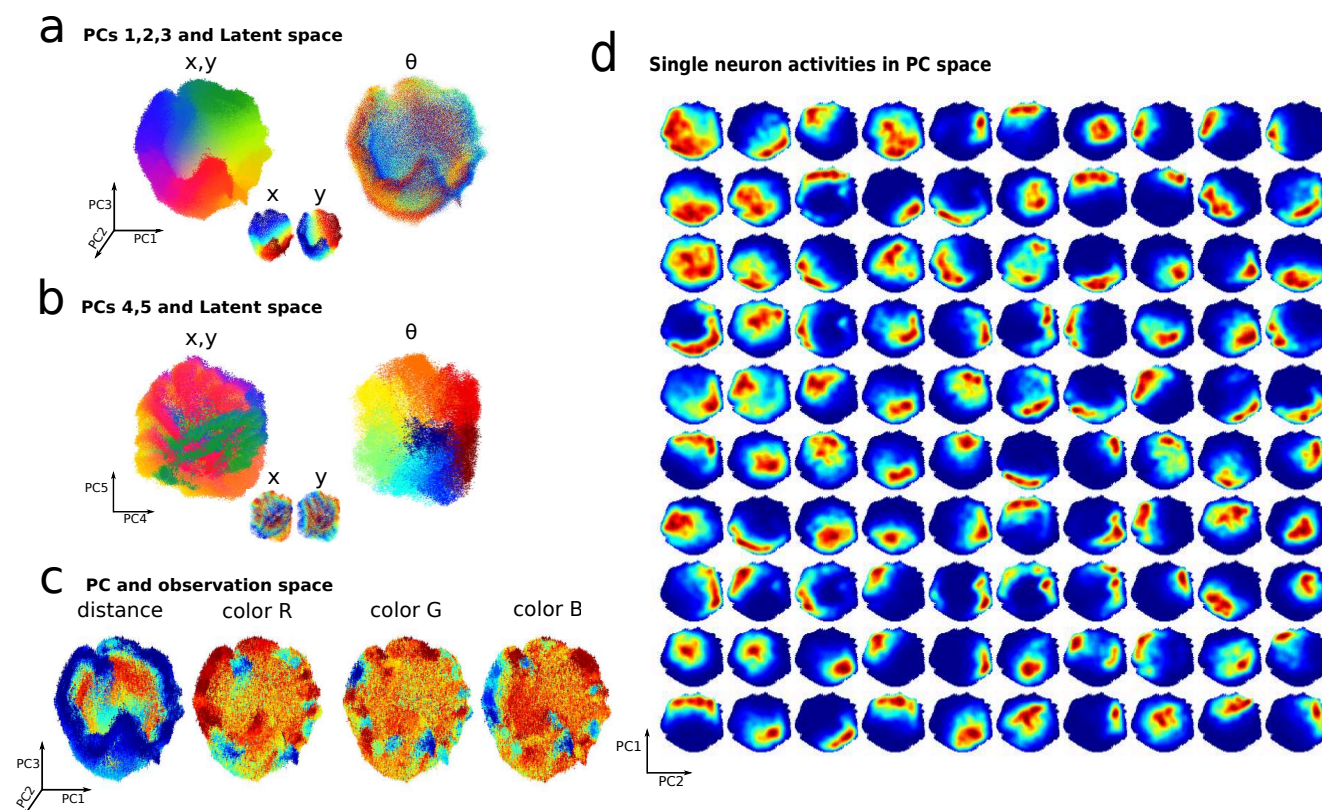 a PCs 1,2,3 and Latent space
x,y
θ
PC3
PC2
PC1
x
y
b PCs 4,5 and Latent space
x,y
θ
PC5
PC4
x
y
c PC and observation space
distance
color R
color G
color B
PC3
PC2
PC1
d Single neuron activities in PC space
PC1
PC2